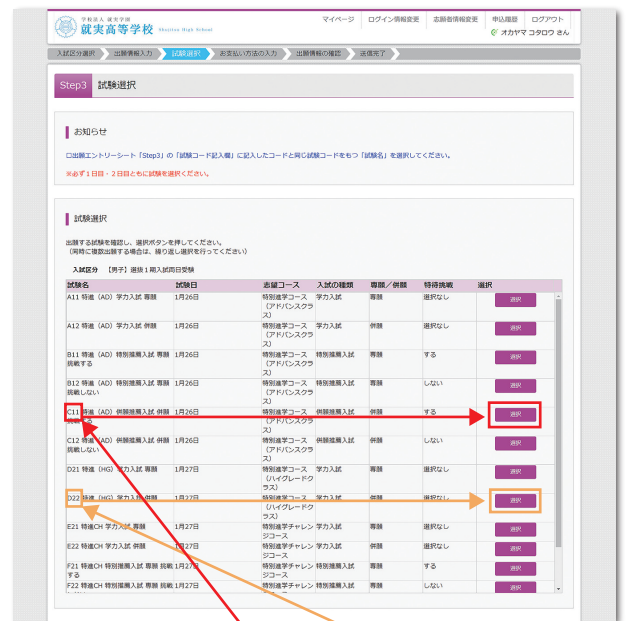 学校法人 就実学園
就実高等学校 Shujitsu High School
マイページ ログイン情報変更 志願者情報変更 申込履歴 ログアウト
オカヤマ コタロウ さん
入試区分選択 出願情報入力 試験選択 お支払い方法の入力 出願情報の確認 送信完了
Step3 試験選択
お知らせ
□出願エントリーシート「Step3」の「試験コード記入欄」に記入したコードと同じ試験コードをもつ「試験名」を選択してください。
※必ず1日目・2日目ともに試験を選択ください。
試験選択
出願する試験を確認し、選択ボタンを押してください。
(同時に複数出願する場合は、繰り返し選択を行ってください)
入試区分 【男子】選抜1期入試両日受験
試験名 試験日 志望コース 入試の種類 専願/併願 特待挑戦 選択
A11 特進(AD)学力入試 専願 1月26日 特別進学コース(アドバンスクラス) 学力入試 専願 選択なし 選択
A12 特進(AD)学力入試 併願 1月26日 特別進学コース(アドバンスクラス) 学力入試 併願 選択なし 選択
B11 特進(AD)特別推薦入試 専願 挑戦する 1月26日 特別進学コース(アドバンスクラス) 特別推薦入試 専願 する 選択
B12 特進(AD)特別推薦入試 専願 挑戦しない 1月26日 特別進学コース(アドバンスクラス) 特別推薦入試 専願 しない 選択
C11 特進(AD)併願推薦入試 併願 挑戦する 1月26日 特別進学コース(アドバンスクラス) 併願推薦入試 併願 する 選択
C12 特進(AD)併願推薦入試 併願 挑戦しない 1月26日 特別進学コース(アドバンスクラス) 併願推薦入試 併願 しない 選択
D21 特進(HG)学力入試 専願 1月27日 特別進学コース(ハイグレードクラス) 学力入試 専願 選択なし 選択
D22 特進(HG)学力入試 併願 1月27日 特別進学コース(ハイグレードクラス) 学力入試 併願 選択なし 選択
E21 特進CH 学力入試 専願 1月27日 特別進学チャレンジコース 学力入試 専願 選択なし 選択
E22 特進CH 学力入試 併願 1月27日 特別進学チャレンジコース 学力入試 併願 選択なし 選択
F21 特進CH 特別推薦入試 専願 挑戦する 1月27日 特別進学チャレンジコース 特別推薦入試 専願 する 選択
F22 特進CH 特別推薦入試 専願 挑戦 1月27日 特別進学チャレン 特別推薦入試 専願 しない 選択